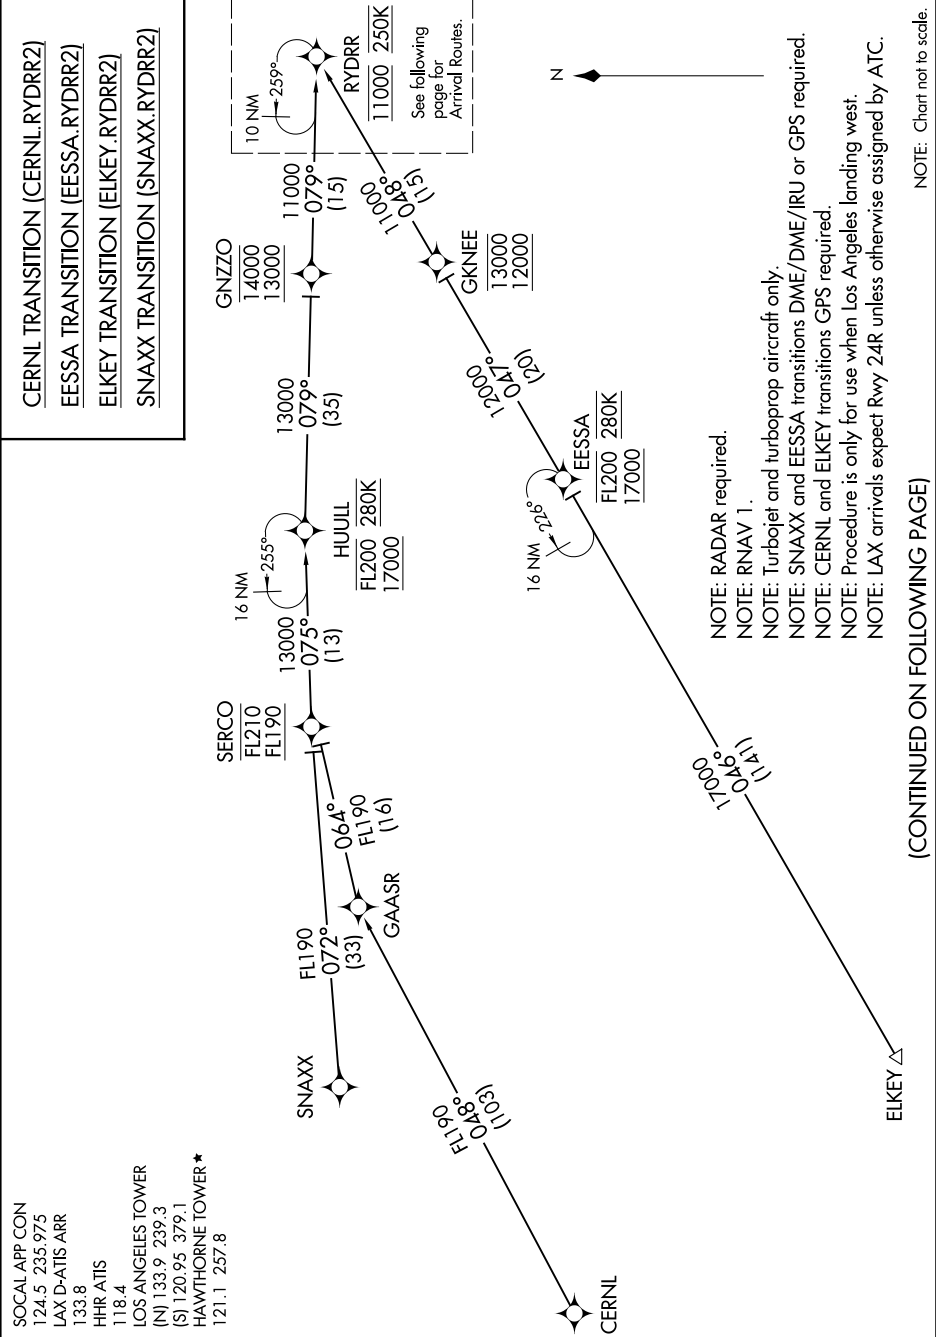 SOCAL APP CON
124.5 235.975
LAX D-ATIS ARR
133.8
HHR ATIS
118.4
LOS ANGELES TOWER
(N) 133.9 239.3
(S) 120.95 379.1
HAWTHORNE TOWER★
121.1 257.8
CERNL TRANSITION (CERNL.RYDRR2)
EESSA TRANSITION (EESSA.RYDRR2)
ELKEY TRANSITION (ELKEY.RYDRR2)
SNAXX TRANSITION (SNAXX.RYDRR2)
SNAXX
FL190
072°
(33)
CERNL
FL190
048°
(103)
GAASR
064°
FL190
(16)
SERCO
FL210
FL190
13000
075°
(13)
16 NM
255°
HUULL
FL200 280K
17000
13000
079°
(35)
GNZZO
14000
13000
11000
079°
(15)
10 NM
259°
RYDRR
11000 250K
See following
page for
Arrival Routes.
11000
048°
(15)
GKNEE
13000
12000
12000
047°
(20)
EESSA
FL200 280K
17000
16 NM
226°
17000
046°
(141)
ELKEY
N
NOTE: RADAR required.
NOTE: RNAV 1.
NOTE: Turbojet and turboprop aircraft only.
NOTE: SNAXX and EESSA transitions DME/DME/IRU or GPS required.
NOTE: CERNL and ELKEY transitions GPS required.
NOTE: Procedure is only for use when Los Angeles landing west.
NOTE: LAX arrivals expect Rwy 24R unless otherwise assigned by ATC.
(CONTINUED ON FOLLOWING PAGE)
NOTE: Chart not to scale.